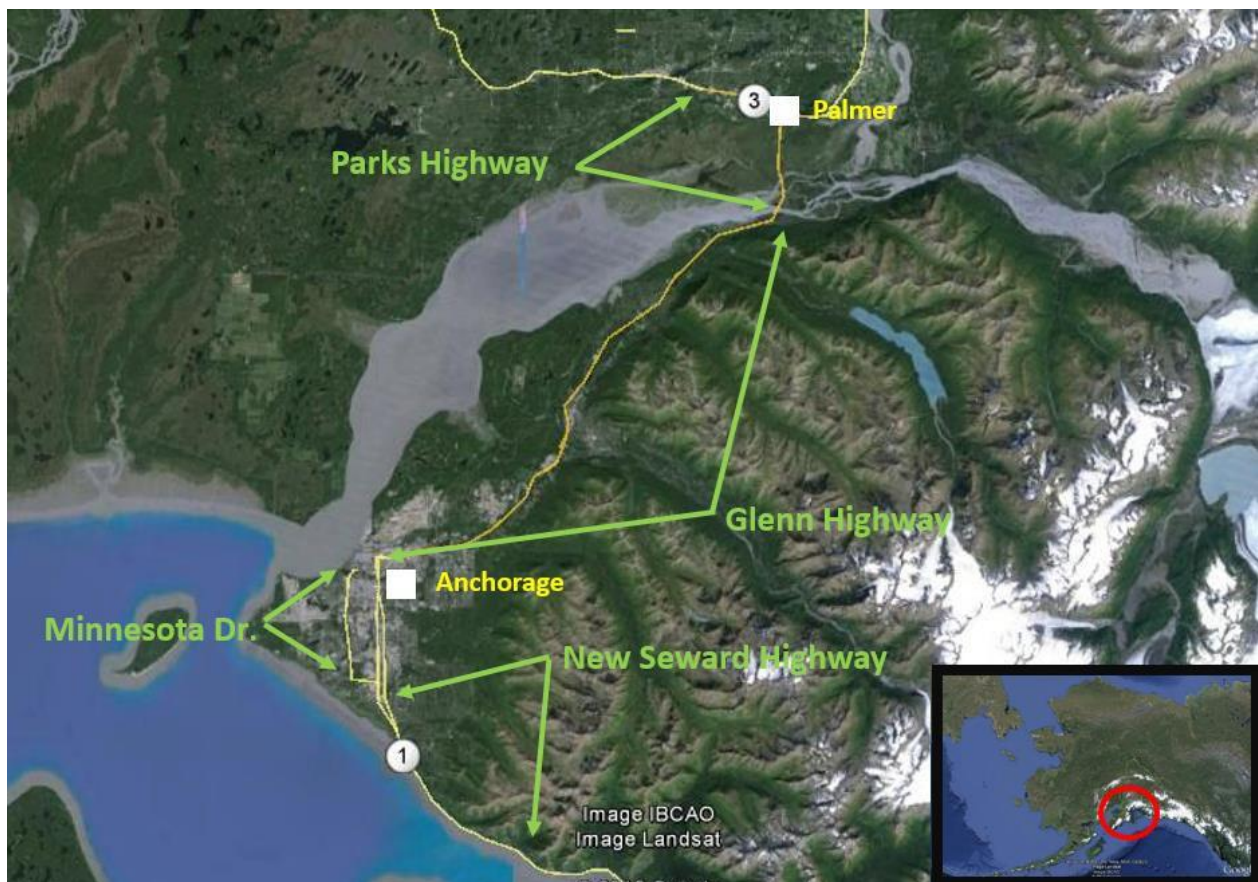 3
Palmer
Parks Highway
Glenn Highway
Anchorage
Minnesota Dr.
New Seward Highway
1
Image IBCAO
Image Landsat